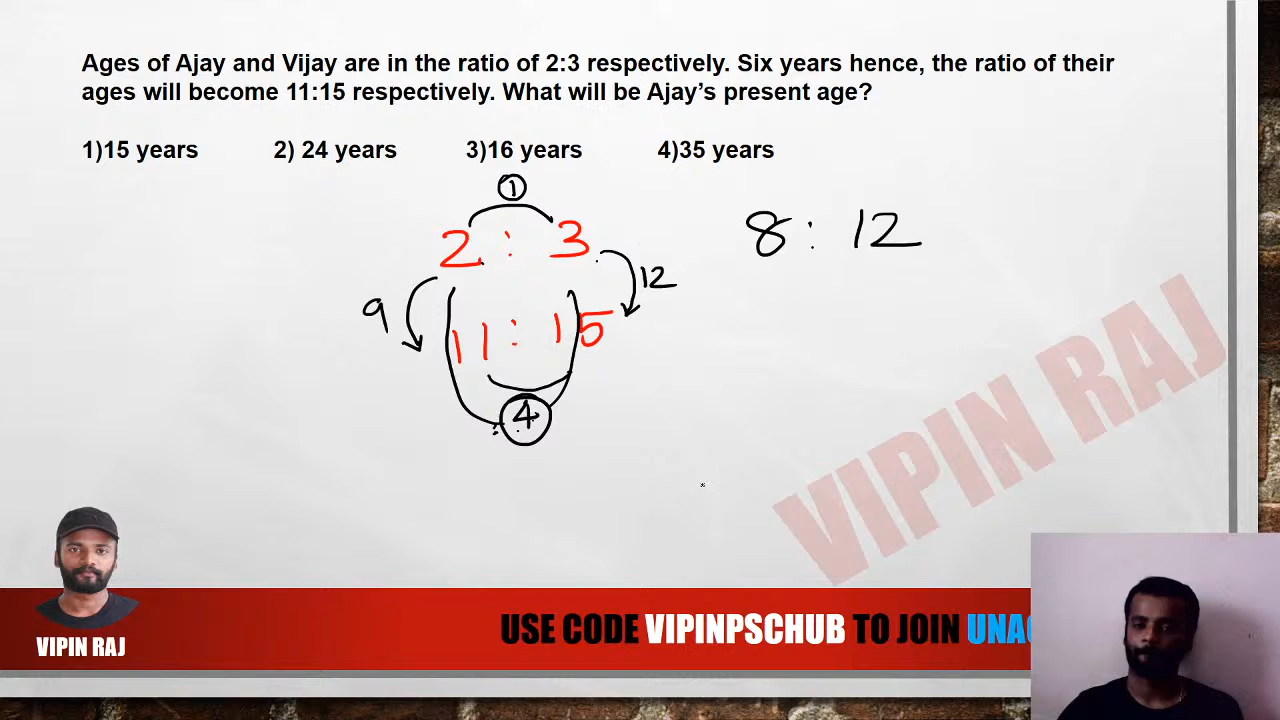 Ages of Ajay and Vijay are in the ratio of 2:3 respectively. Six years hence, the ratio of their
ages will become 11:15 respectively. What will be Ajay's present age?
1)15 years 2) 24 years 3)16 years 4)35 years
1
2 : 3
8 : 12
12
9
11 : 15
4
VIPIN RAJ
VIPIN RAJ
USE CODE VIPINPSCHUB TO JOIN